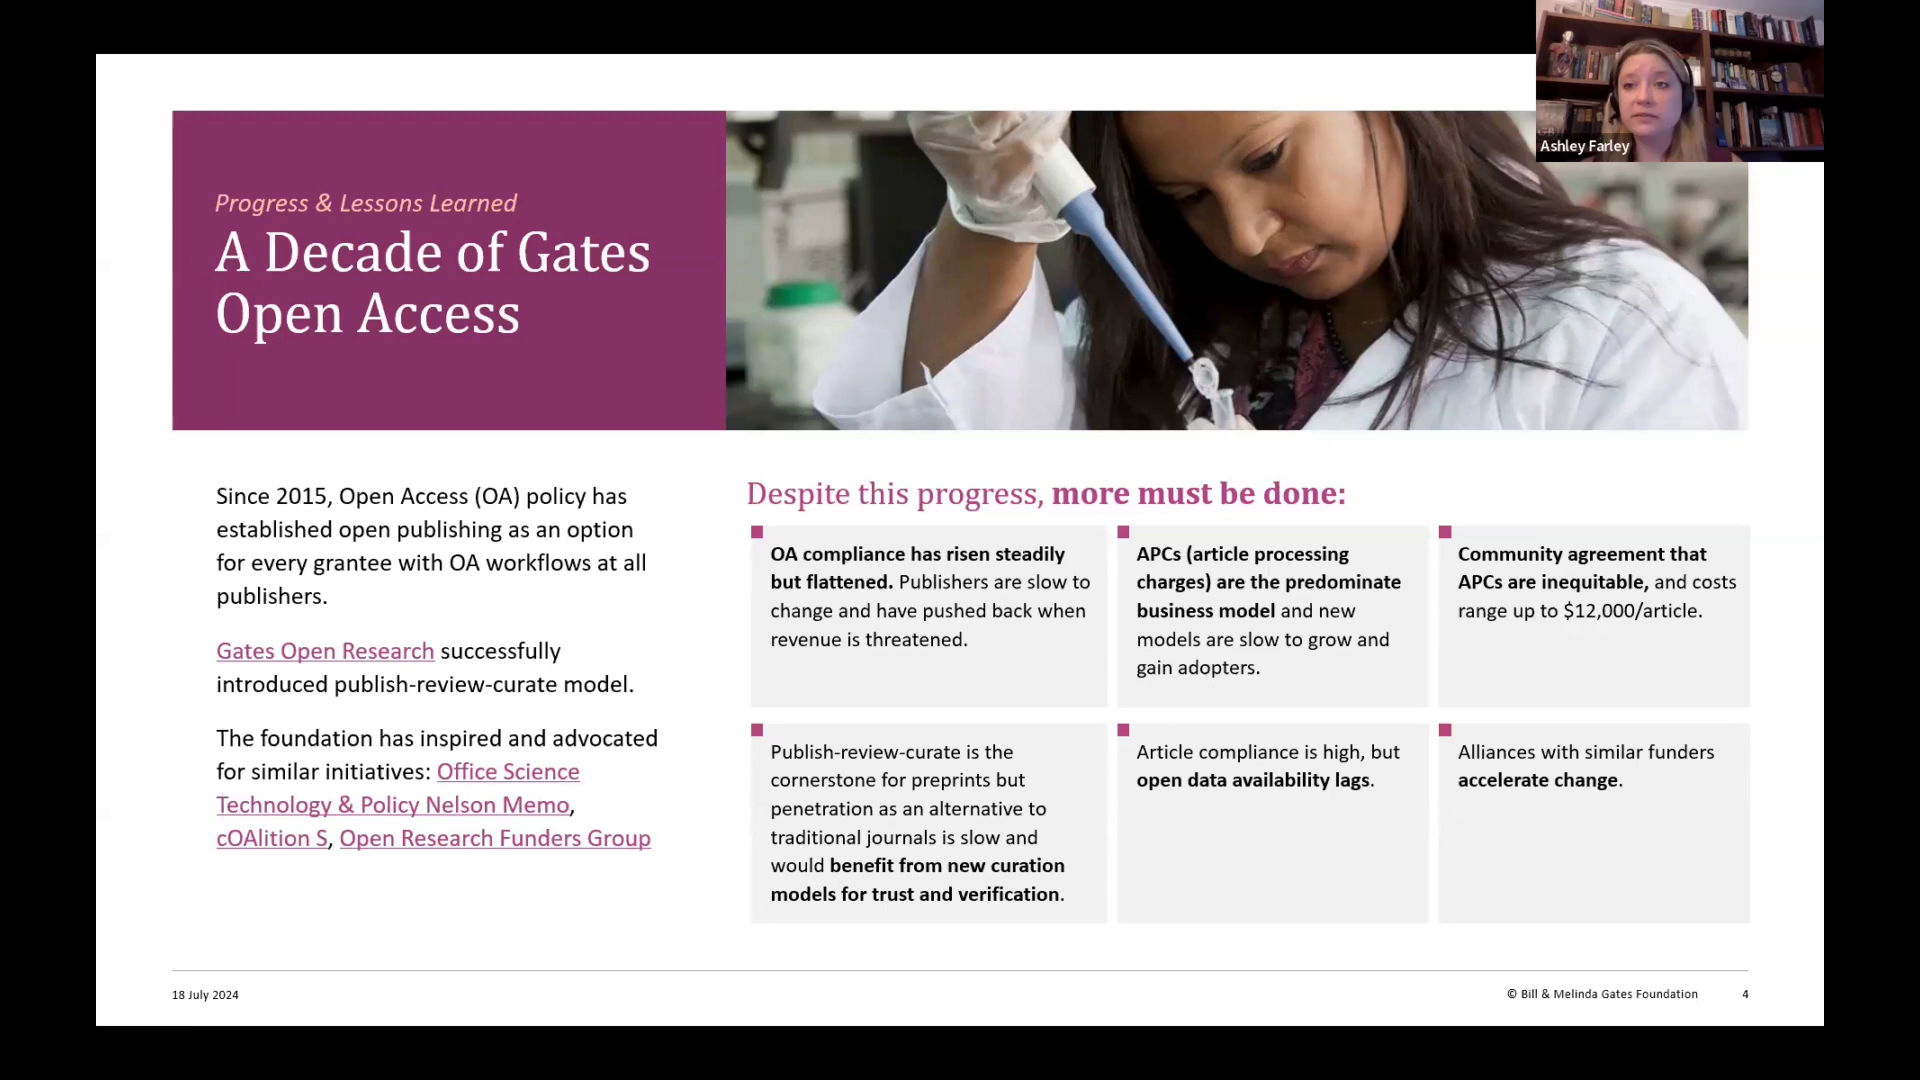 Ashley Farley
Progress & Lessons Learned
A Decade of Gates
Open Access
Since 2015, Open Access (OA) policy has
established open publishing as an option
for every grantee with OA workflows at all
publishers.
Gates Open Research successfully
introduced publish-review-curate model.
The foundation has inspired and advocated
for similar initiatives: Office Science
Technology & Policy Nelson Memo,
cOAlition S, Open Research Funders Group
Despite this progress, more must be done:
OA compliance has risen steadily
but flattened. Publishers are slow to
change and have pushed back when
revenue is threatened.
APCs (article processing
charges) are the predominate
business model and new
models are slow to grow and
gain adopters.
Community agreement that
APCs are inequitable, and costs
range up to $12,000/article.
Publish-review-curate is the
cornerstone for preprints but
penetration as an alternative to
traditional journals is slow and
would benefit from new curation
models for trust and verification.
Article compliance is high, but
open data availability lags.
Alliances with similar funders
accelerate change.
18 July 2024
© Bill & Melinda Gates Foundation
4